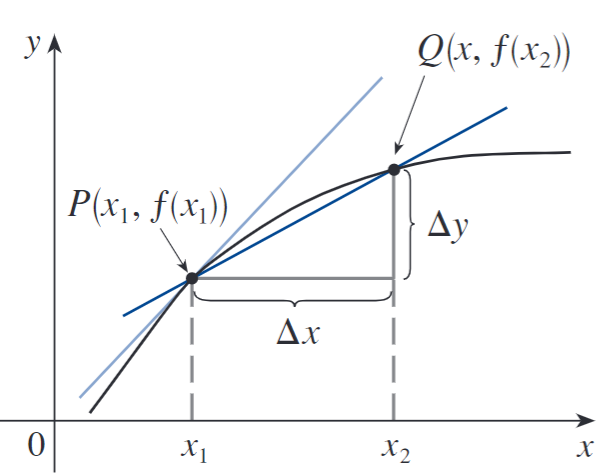 y
Q(x, f(x₂))
P(x₁, f(x₁))
Δy
Δx
0
x₁
x₂
x